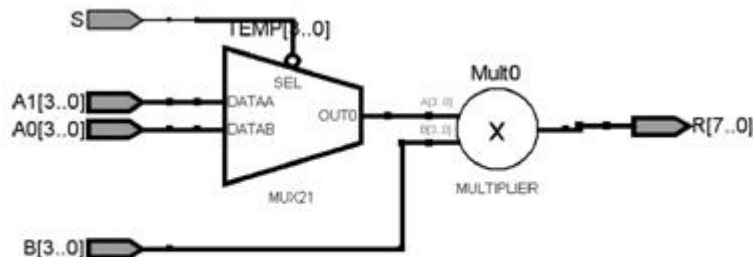 S
TEMP[3..0]
Mult0
SEL
A1[3..0]
DATAA
OUT0
A[3..0]
A0[3..0]
DATAB
B[3..0]
X
R[7..0]
MUX21
MULTIPLIER
B[3..0]